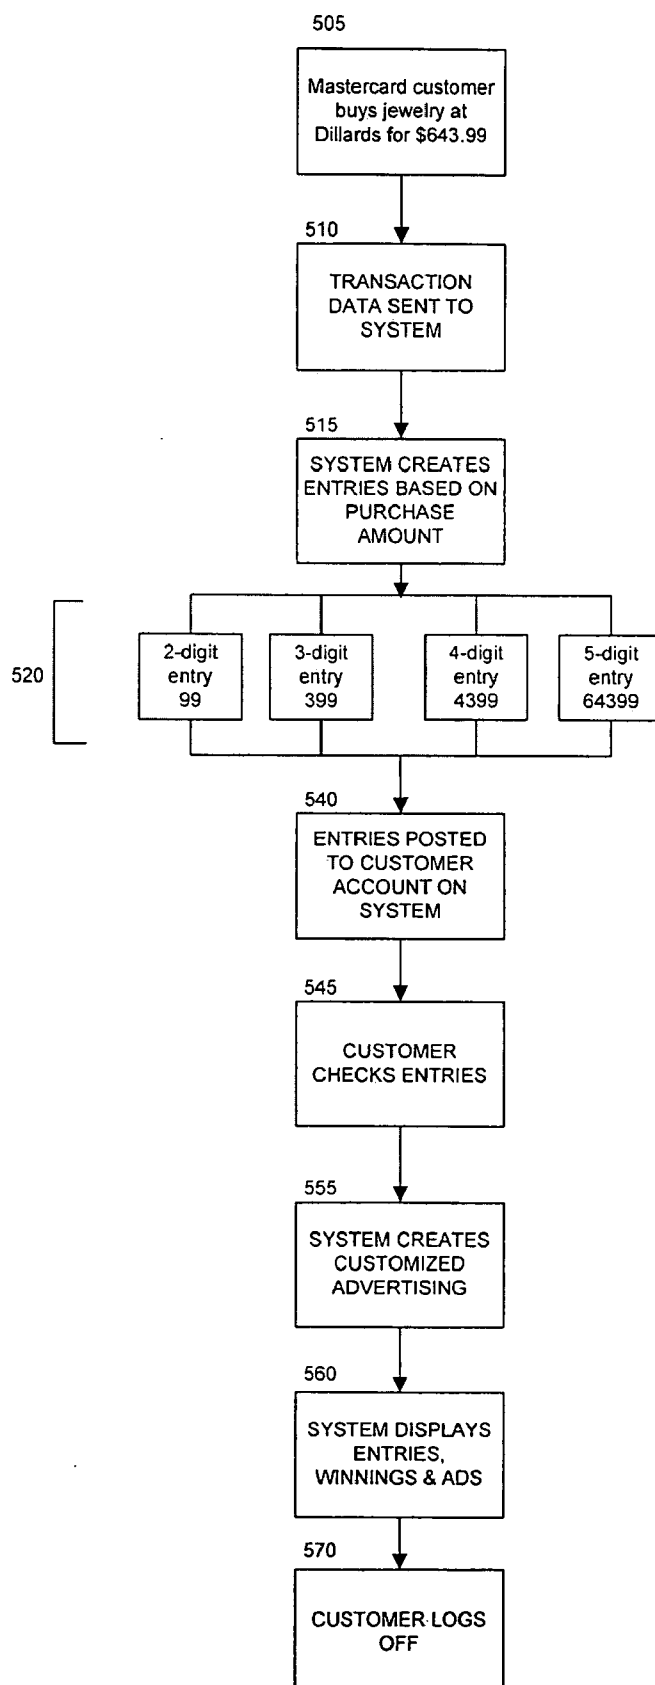 505
Mastercard customer
buys jewelry at
Dillards for $643.99
510
TRANSACTION
DATA SENT TO
SYSTEM
515
SYSTEM CREATES
ENTRIES BASED ON
PURCHASE
AMOUNT
520
2-digit
entry
99
3-digit
entry
399
4-digit
entry
4399
5-digit
entry
64399
540
ENTRIES POSTED
TO CUSTOMER
ACCOUNT ON
SYSTEM
545
CUSTOMER
CHECKS ENTRIES
555
SYSTEM CREATES
CUSTOMIZED
ADVERTISING
560
SYSTEM DISPLAYS
ENTRIES,
WINNINGS & ADS
570
CUSTOMER LOGS
OFF